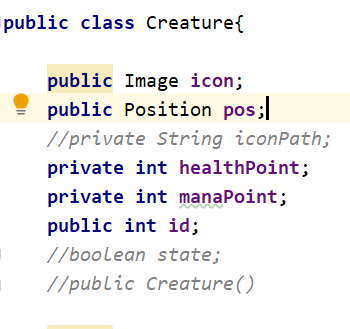 public class Creature{
public Image icon;
public Position pos;
//private String iconPath;
private int healthPoint;
private int manaPoint;
public int id;
//boolean state;
//public Creature()